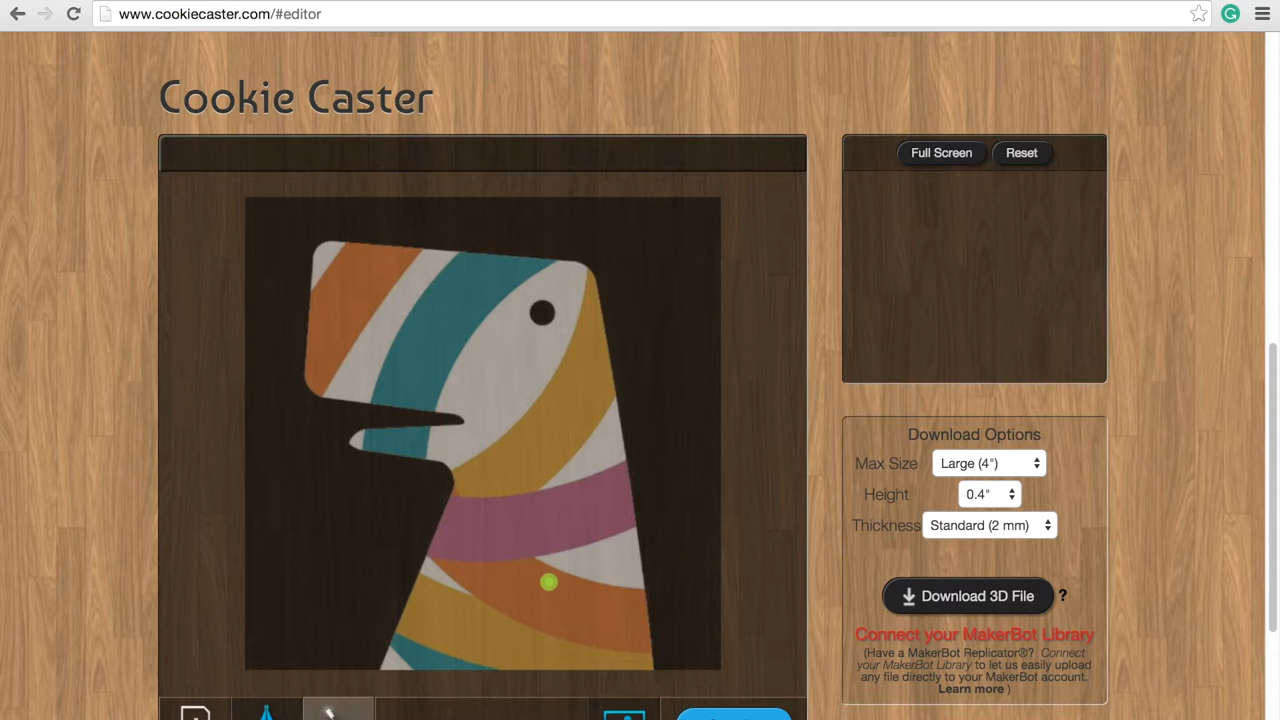 www.cookiecaster.com/#editor
Cookie Caster
Full Screen Reset
Download Options
Max Size Large (4")
Height 0.4"
Thickness Standard (2 mm)
Download 3D File ?
Connect your MakerBot Library
(Have a MakerBot Replicator®? Connect
your MakerBot Library to let us easily upload
any file directly to your MakerBot account.
Learn more )